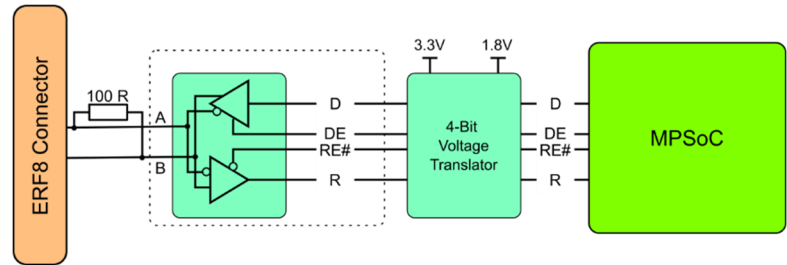 ERF8 Connector
100 R
A
B
D
DE
RE#
R
3.3V
1.8V
4-Bit
Voltage
Translator
D
DE
RE#
R
MPSoC